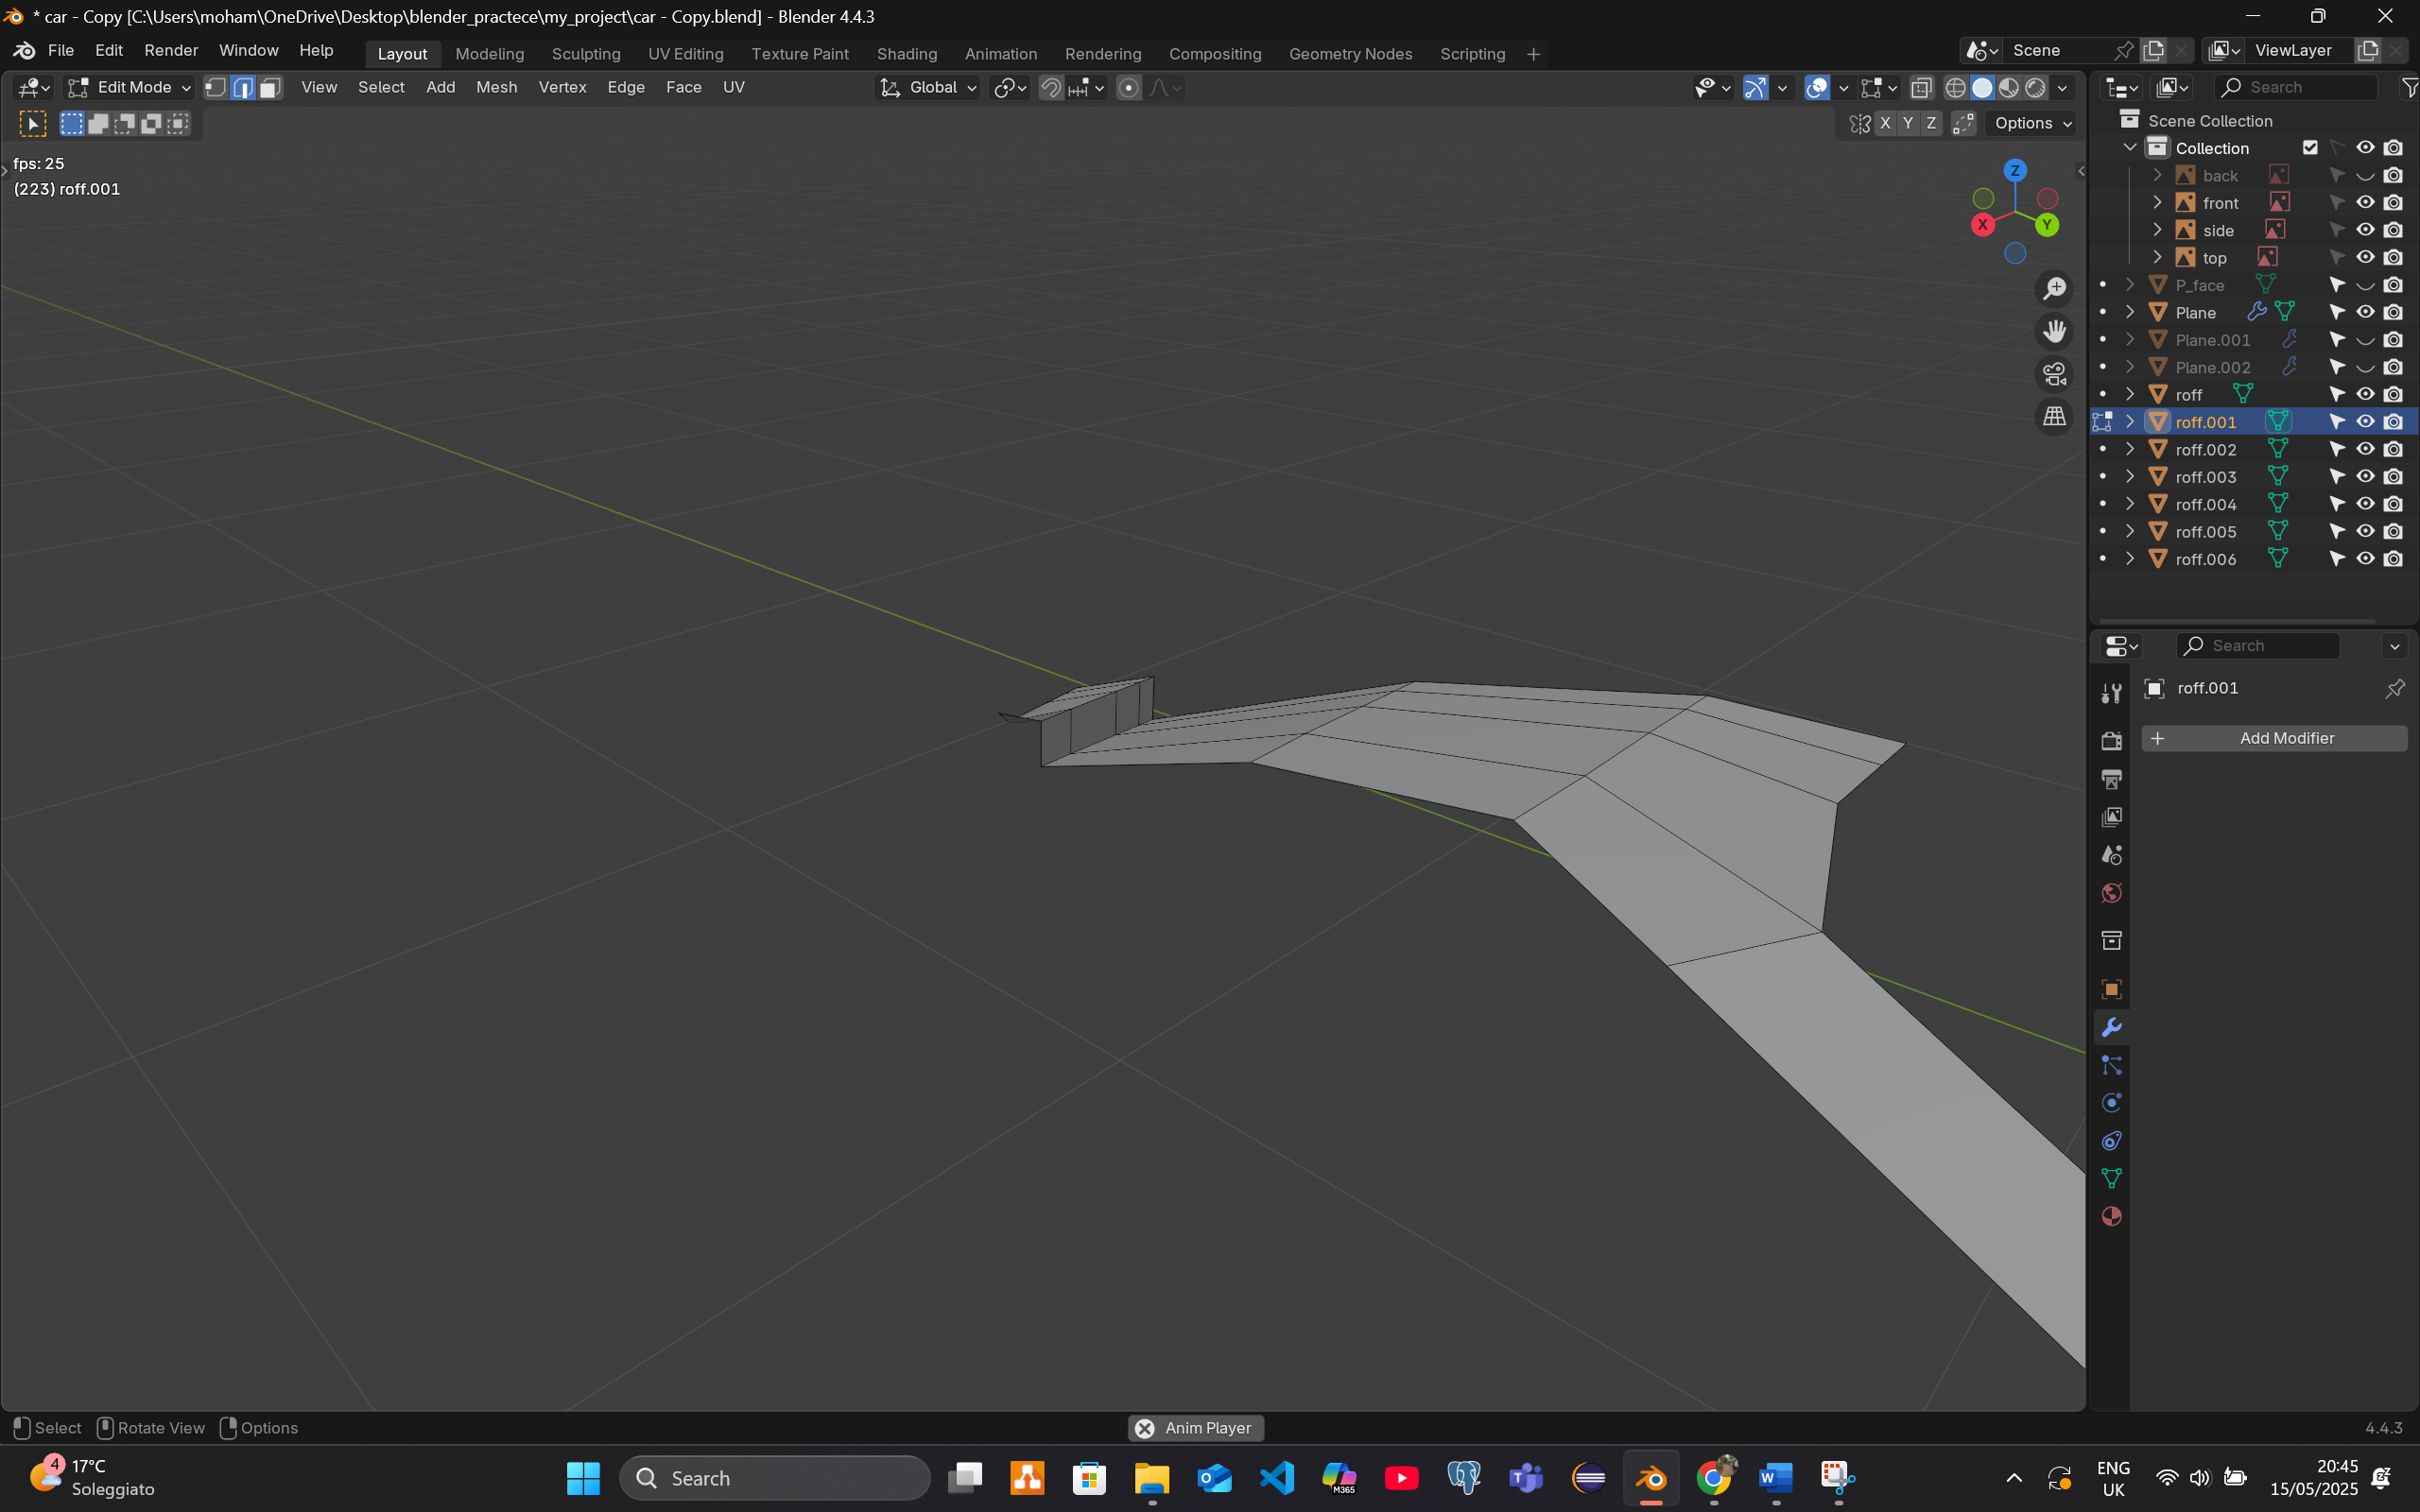 * car - Copy [C:\Users\moham\OneDrive\Desktop\blender_practece\my_project\car - Copy.blend] - Blender 4.4.3
File Edit Render Window Help Layout Modeling Sculpting UV Editing Texture Paint Shading Animation Rendering Compositing Geometry Nodes Scripting + Scene ViewLayer
Edit Mode View Select Add Mesh Vertex Edge Face UV Global Search
X Y Z Options
fps: 25
(223) roff.001
Z
X
Y
Scene Collection
Collection
back
front
side
top
P_face
Plane
Plane.001
Plane.002
roff
roff.001
roff.002
roff.003
roff.004
roff.005
roff.006
Search
roff.001
+ Add Modifier
Select Rotate View Options Anim Player 4.4.3
4
17°C
Soleggiato
Search
M365
ENG
UK
20:45
15/05/2025